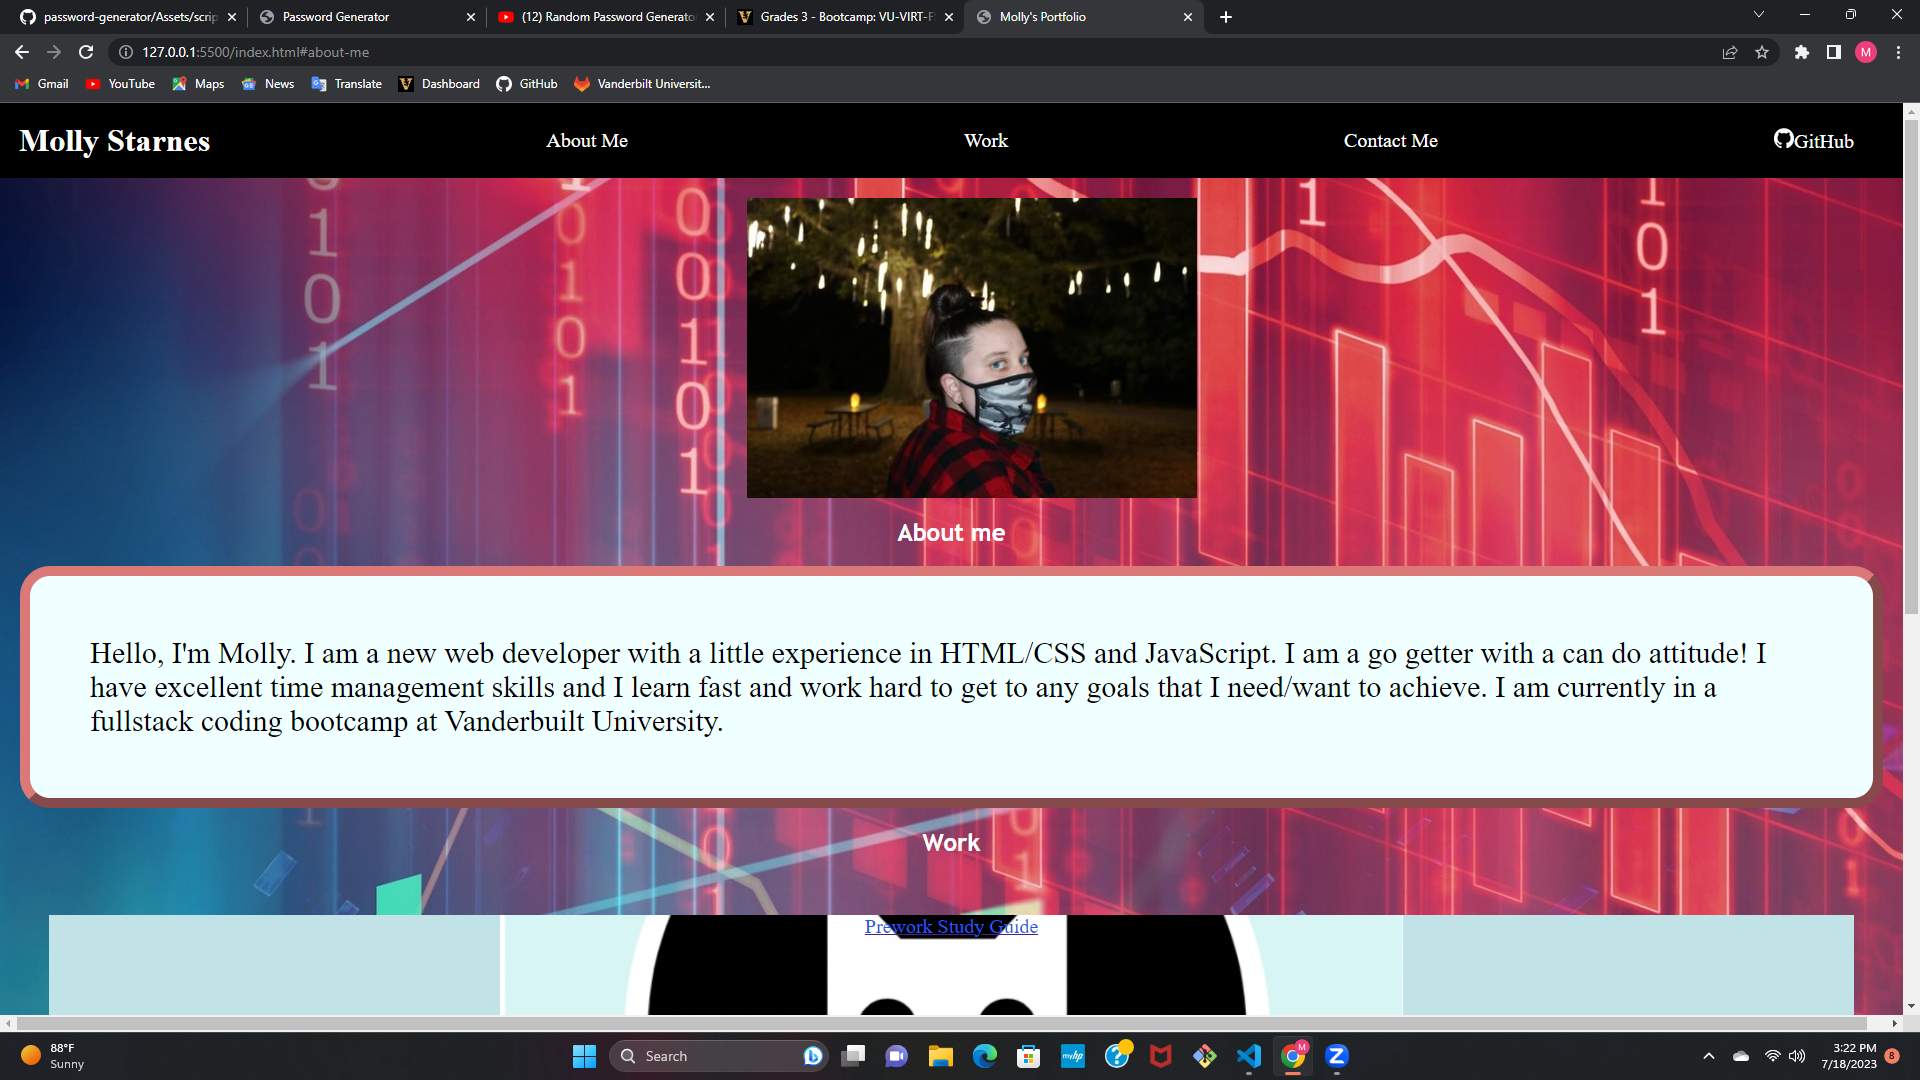 password-generator/Assets/scrip
Password Generator
(12) Random Password Generato
Grades 3 - Bootcamp: VU-VIRT-F
Molly's Portfolio
127.0.0.1:5500/index.html#about-me
M
Gmail
YouTube
Maps
News
Translate
Dashboard
GitHub
Vanderbilt Universit...
Molly Starnes
About Me
Work
Contact Me
GitHub
About me
Hello, I'm Molly. I am a new web developer with a little experience in HTML/CSS and JavaScript. I am a go getter with a can do attitude! I
have excellent time management skills and I learn fast and work hard to get to any goals that I need/want to achieve. I am currently in a
fullstack coding bootcamp at Vanderbuilt University.
Work
Prework Study Guide
88°F
Sunny
Search
3:22 PM
7/18/2023
8